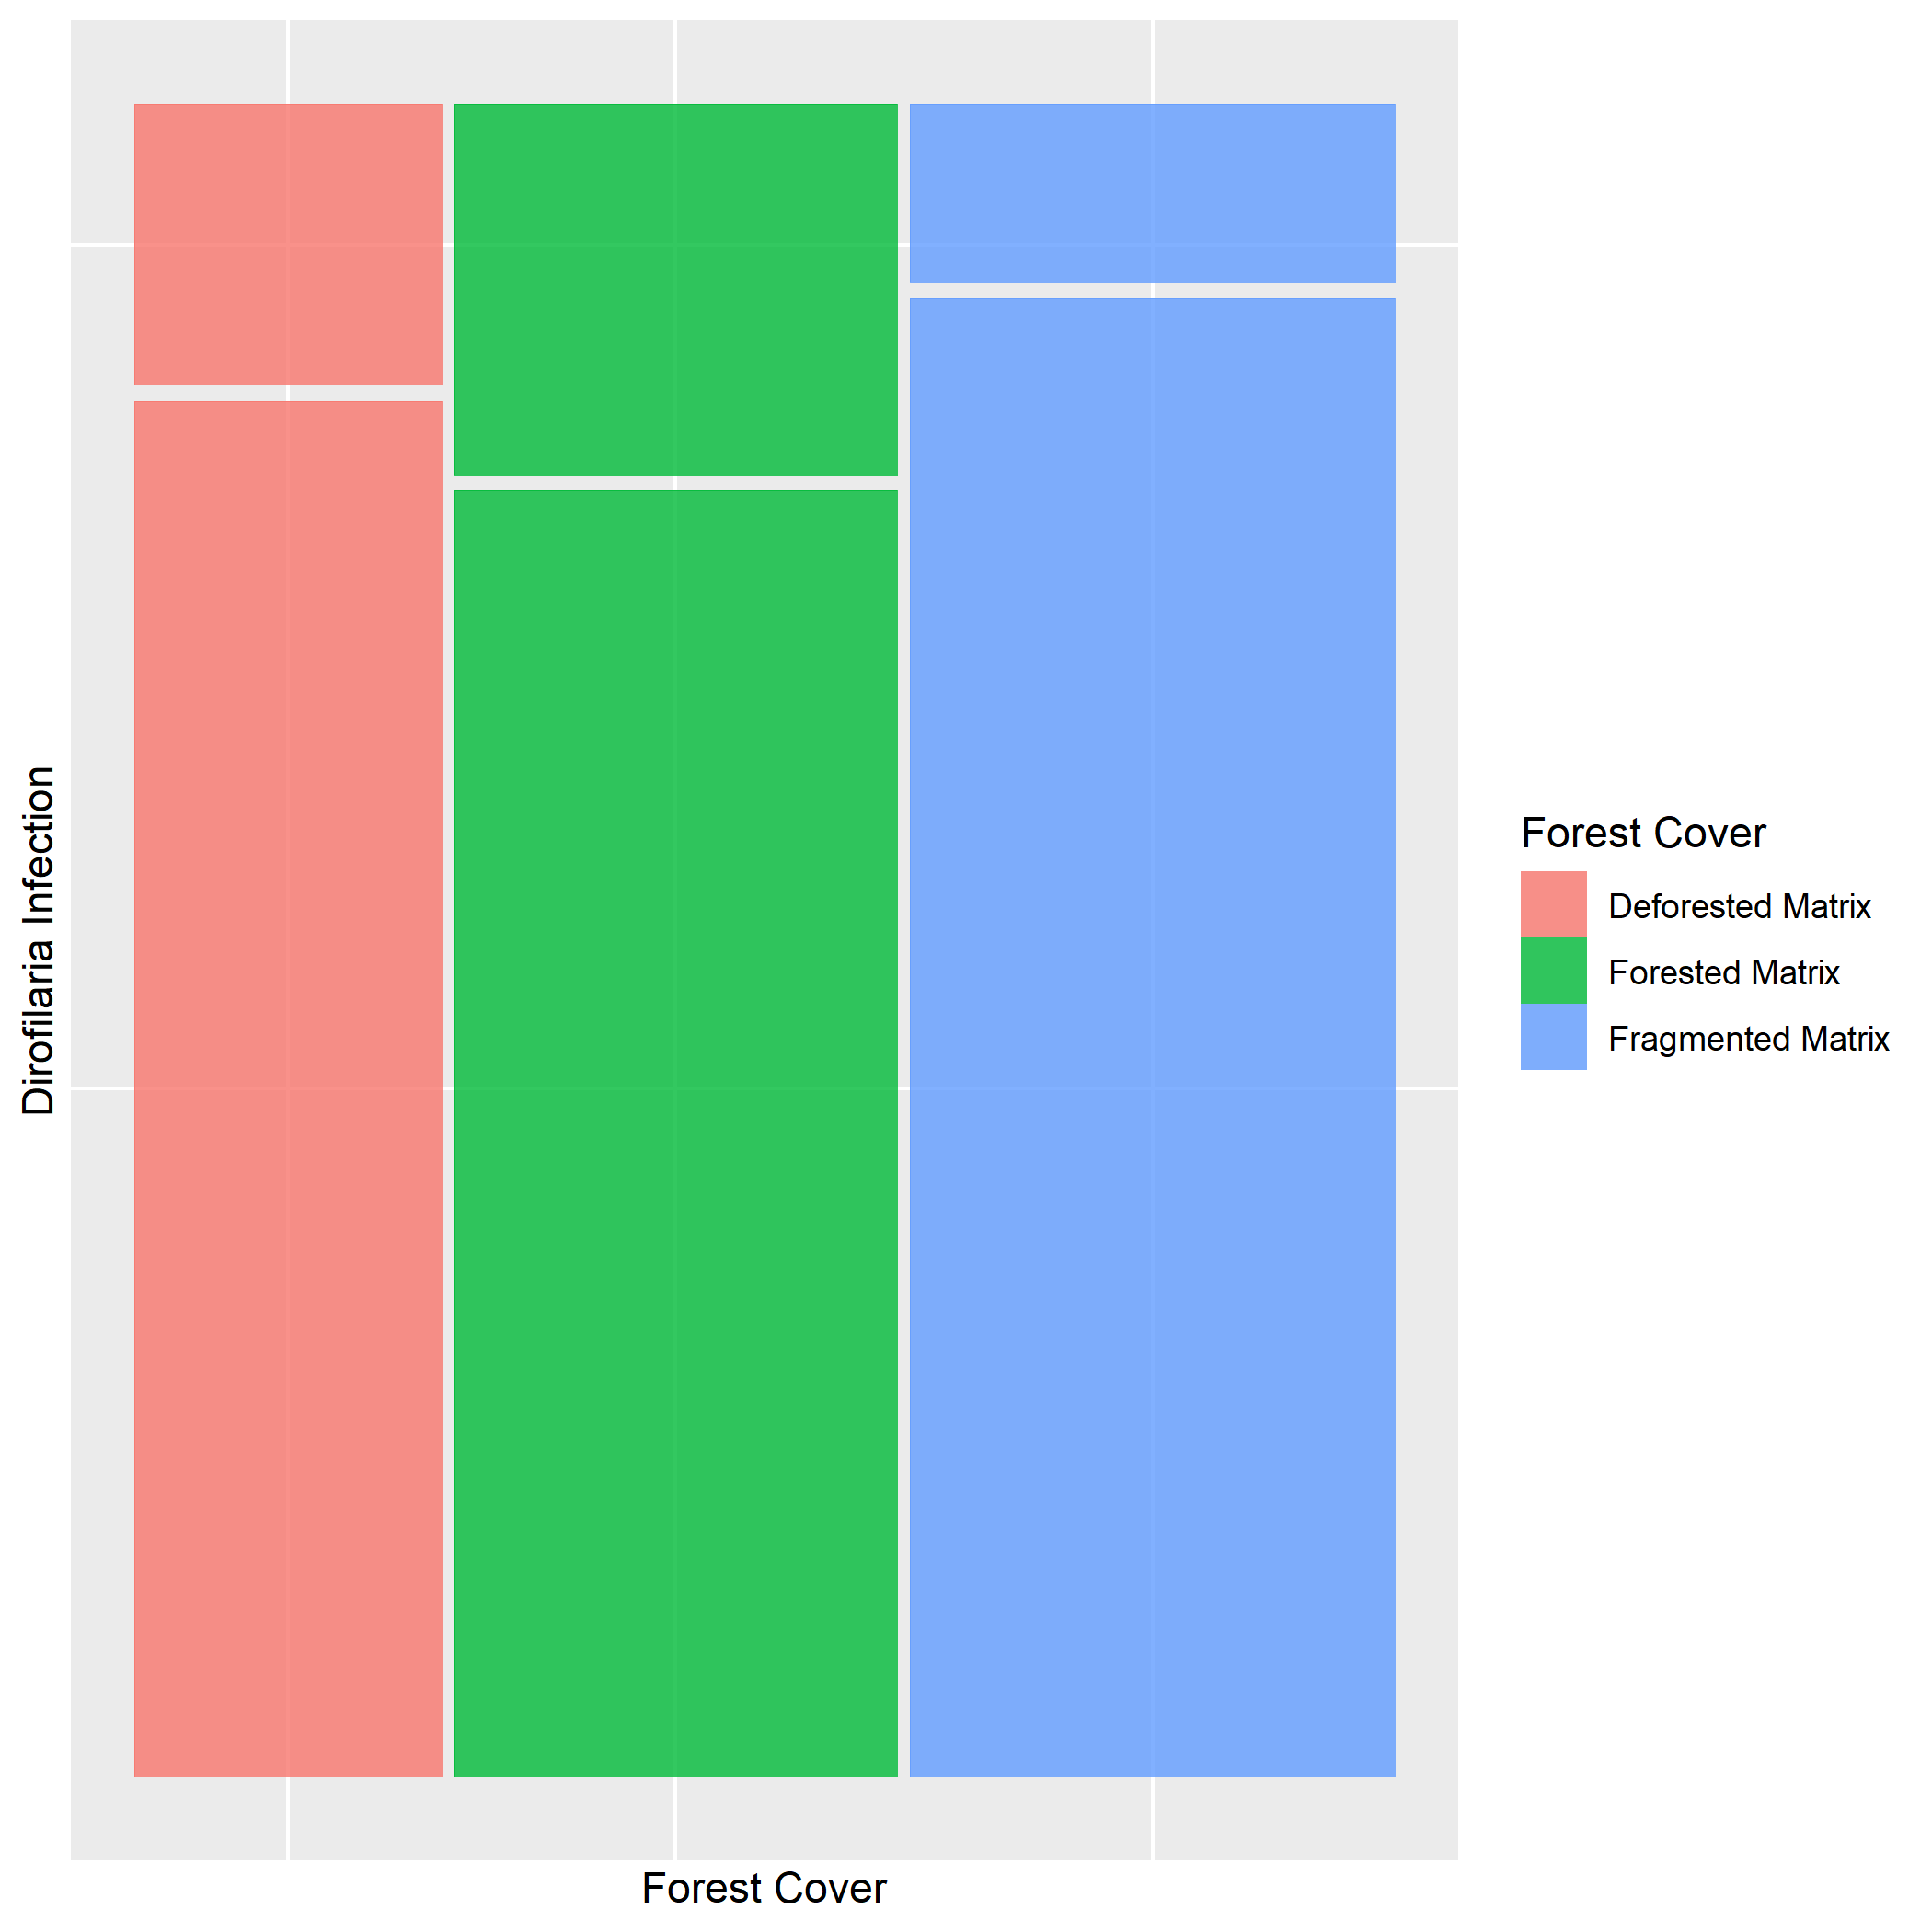 Dirofilaria Infection
Forest Cover
Forest Cover
Deforested Matrix
Forested Matrix
Fragmented Matrix